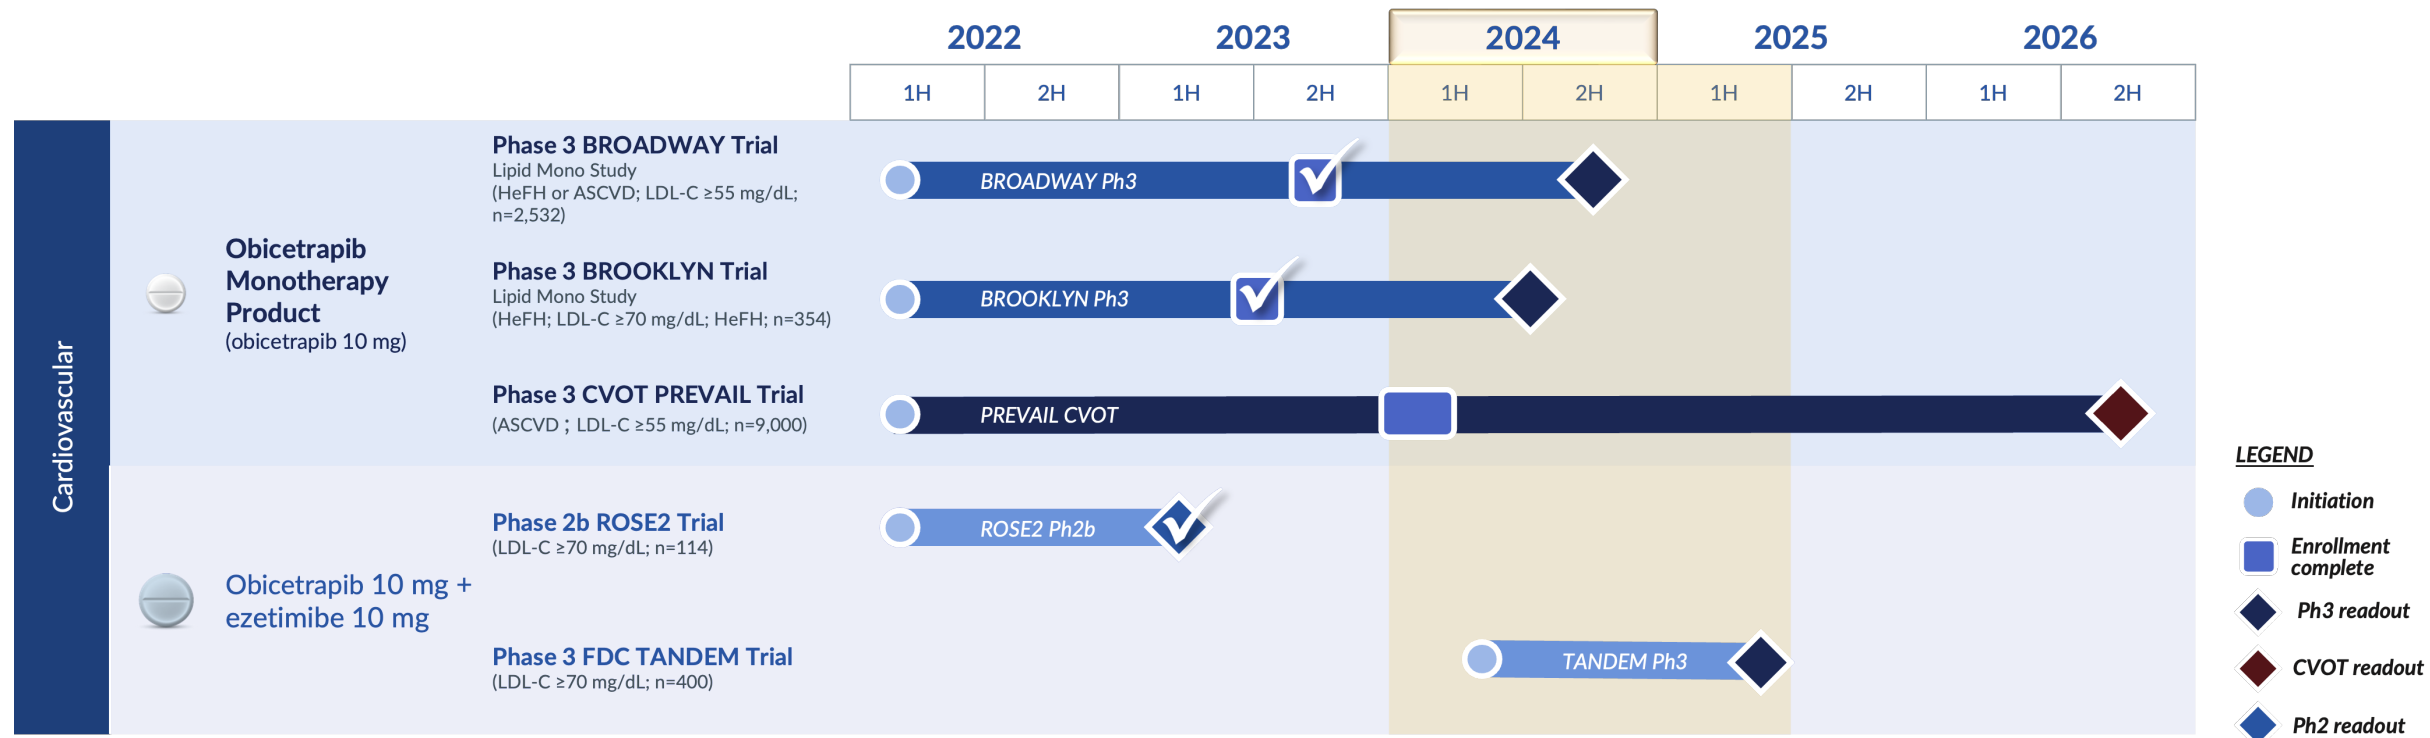 2022 2023 2024 2025 2026
1H 2H 1H 2H 1H 2H 1H 2H 1H 2H
Cardiovascular
Obicetrapib
Monotherapy
Product
(obicetrapib 10 mg)
Phase 3 BROADWAY Trial
Lipid Mono Study
(HeFH or ASCVD; LDL-C ≥55 mg/dL;
n=2,532)
BROADWAY Ph3
Phase 3 BROOKLYN Trial
Lipid Mono Study
(HeFH; LDL-C ≥70 mg/dL; HeFH; n=354)
BROOKLYN Ph3
Phase 3 CVOT PREVAIL Trial
(ASCVD ; LDL-C ≥55 mg/dL; n=9,000)
PREVAIL CVOT
Obicetrapib 10 mg +
ezetimibe 10 mg
Phase 2b ROSE2 Trial
(LDL-C ≥70 mg/dL; n=114)
ROSE2 Ph2b
Phase 3 FDC TANDEM Trial
(LDL-C ≥70 mg/dL; n=400)
TANDEM Ph3
LEGEND
Initiation
Enrollment
complete
Ph3 readout
CVOT readout
Ph2 readout